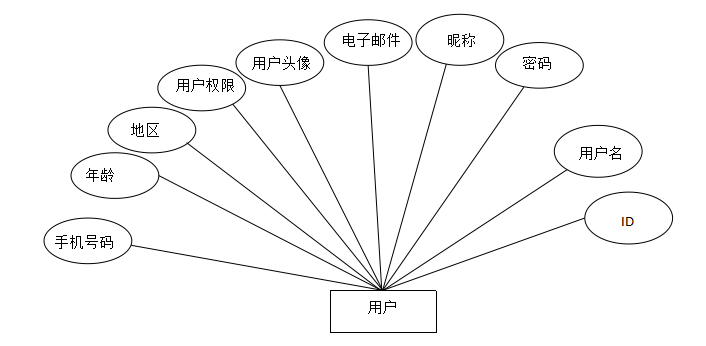 电子邮件
昵称
用户头像
密码
用户权限
地区
用户名
年龄
ID
手机号码
用户